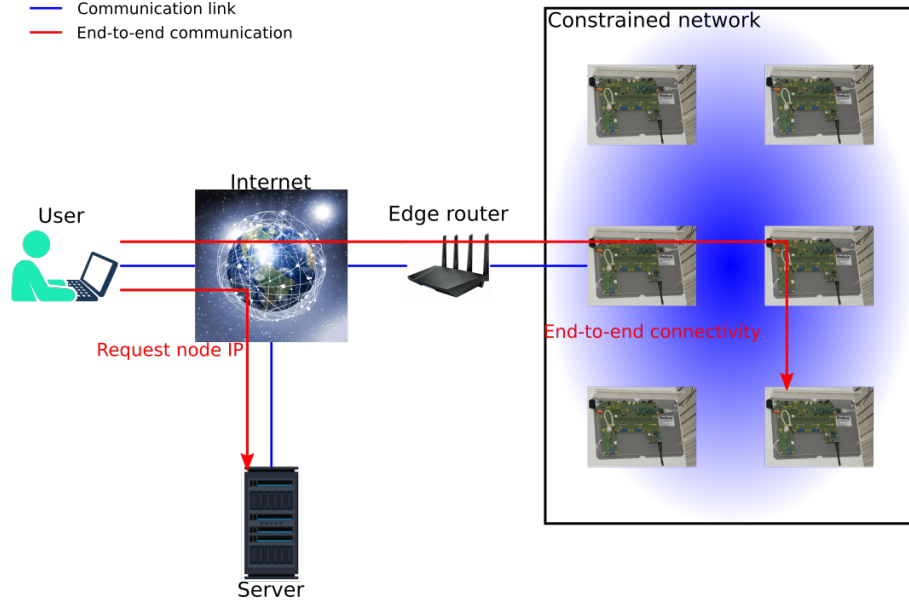 Communication link
End-to-end communication
Constrained network
Internet
User
Edge router
End-to-end connectivity
Request node IP
Server